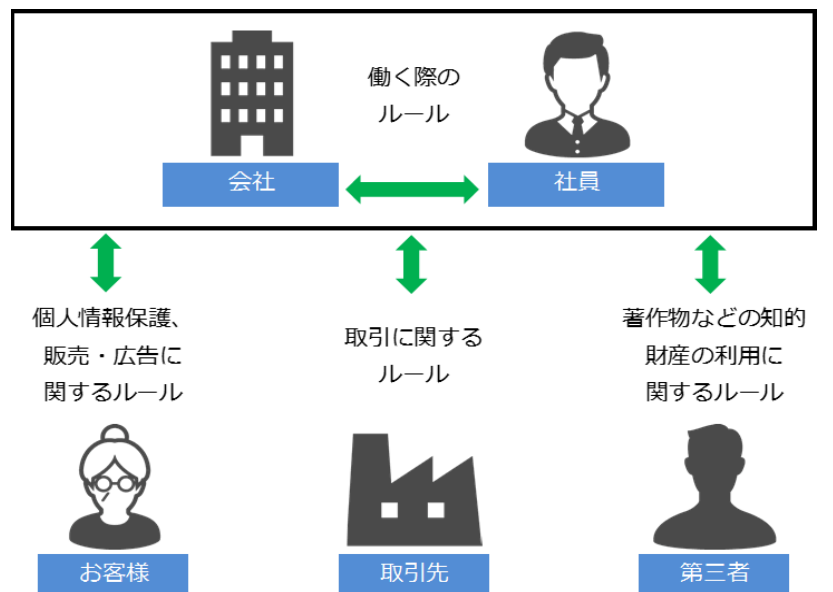 働く際の
ルール
会社
社員
個人情報保護、
販売・広告に
関するルール
取引に関する
ルール
著作物などの知的
財産の利用に
関するルール
お客様
取引先
第三者